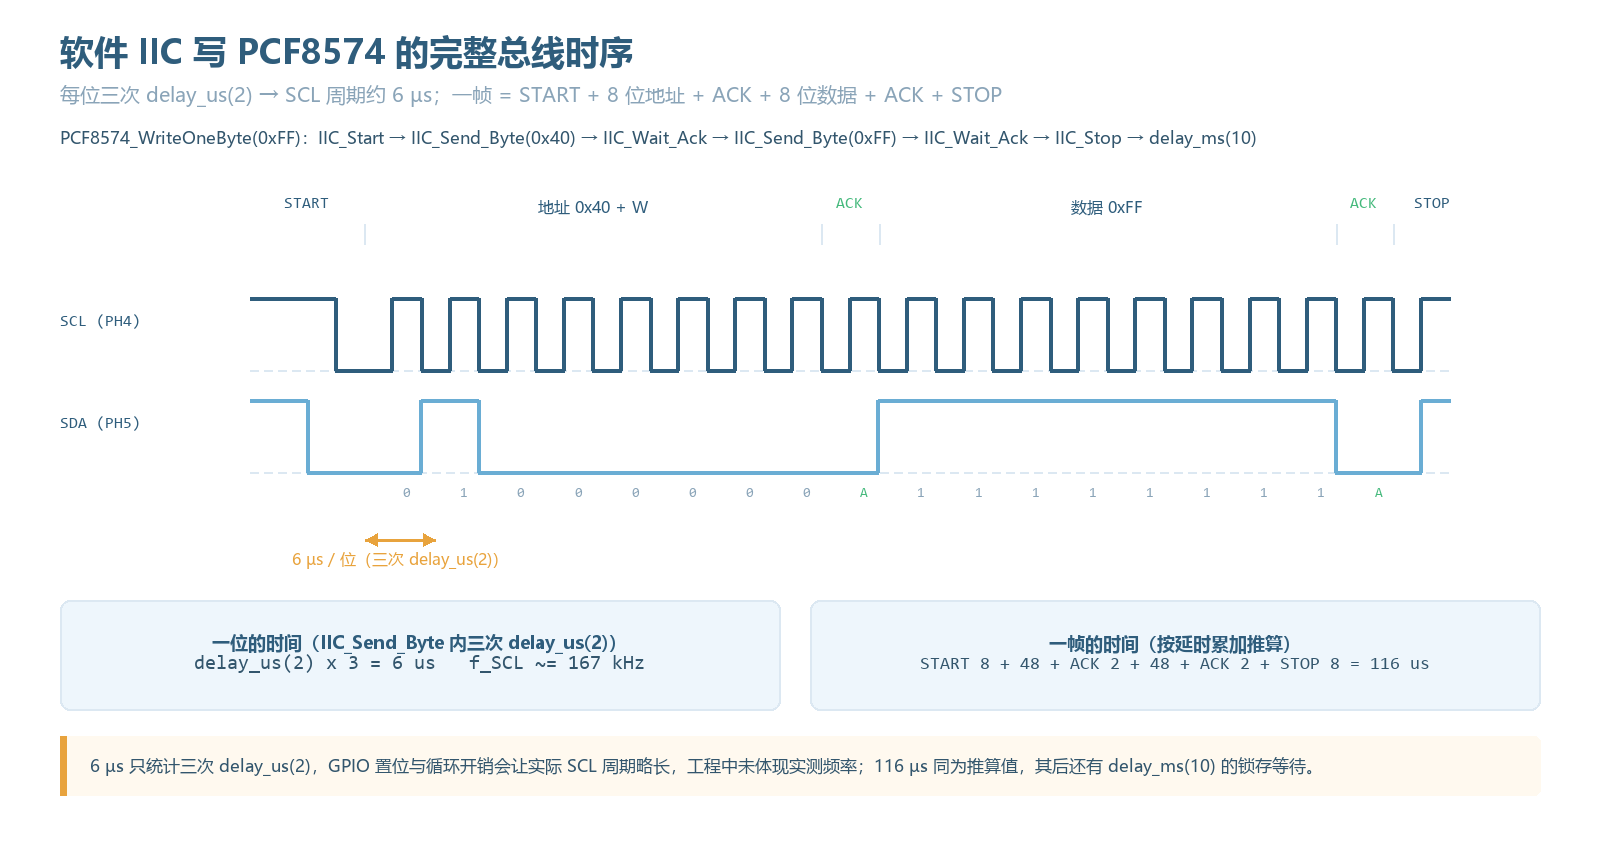 软件 IIC 写 PCF8574 的完整总线时序
每位三次 delay_us(2) → SCL 周期约 6 μs；一帧 = START + 8 位地址 + ACK + 8 位数据 + ACK + STOP
PCF8574_WriteOneByte(0xFF)：IIC_Start → IIC_Send_Byte(0x40) → IIC_Wait_Ack → IIC_Send_Byte(0xFF) → IIC_Wait_Ack → IIC_Stop → delay_ms(10)
START 地址 0x40 + W ACK 数据 0xFF ACK STOP
SCL (PH4)
SDA (PH5)
0 1 0 0 0 0 0 0 A 1 1 1 1 1 1 1 1 A
6 μs / 位（三次 delay_us(2)）
一位的时间（IIC_Send_Byte 内三次 delay_us(2)）
delay_us(2) x 3 = 6 us f_SCL ~= 167 kHz
一帧的时间（按延时累加推算）
START 8 + 48 + ACK 2 + 48 + ACK 2 + STOP 8 = 116 us
6 μs 只统计三次 delay_us(2)，GPIO 置位与循环开销会让实际 SCL 周期略长，工程中未体现实测频率；116 μs 同为推算值，其后还有 delay_ms(10) 的锁存等待。